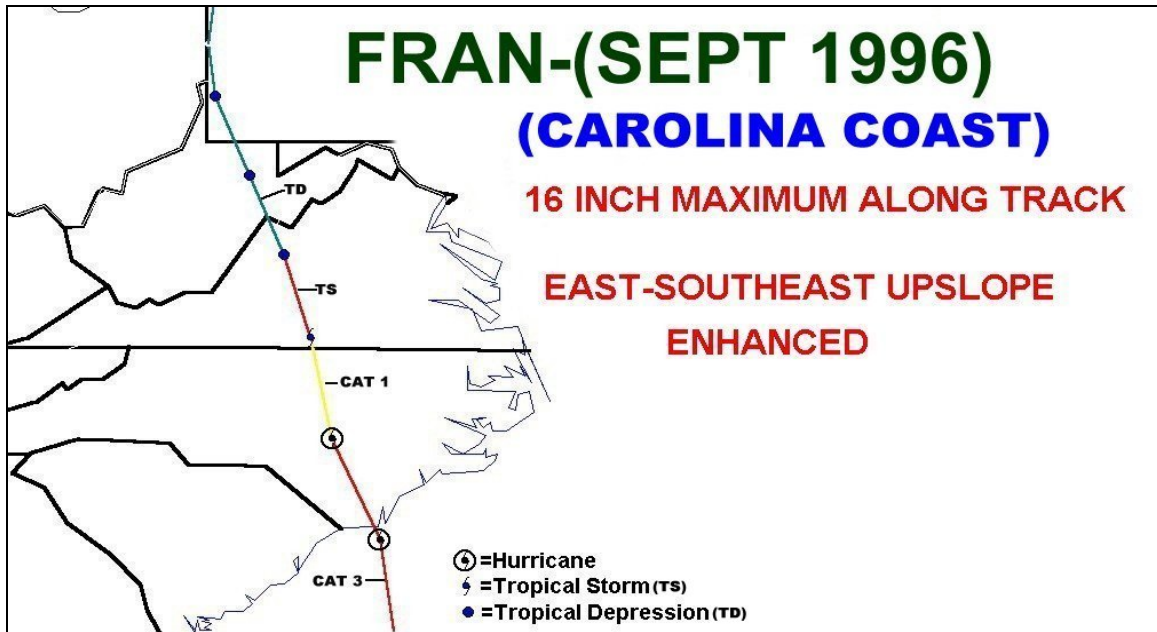 FRAN-(SEPT 1996)
(CAROLINA COAST)
16 INCH MAXIMUM ALONG TRACK
EAST-SOUTHEAST UPSLOPE
ENHANCED
TD
TS
CAT 1
CAT 3
=Hurricane
=Tropical Storm (TS)
=Tropical Depression (TD)